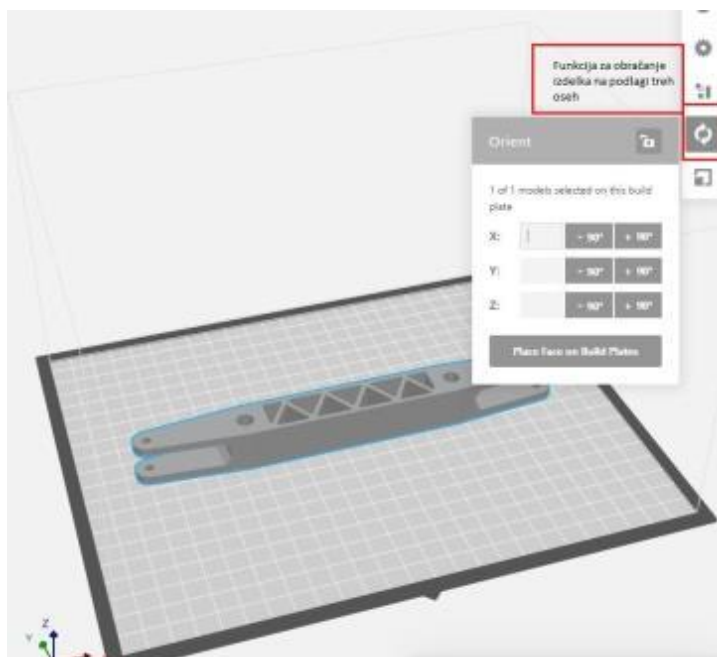 Funkcija za obračanje
izdelka na podlagi treh
oseh
Orient
1 of 1 models selected on this build
plate
X: - 90° + 90°
Y: - 90° + 90°
Z: - 90° + 90°
Place Face on Build Plates
Z
Y